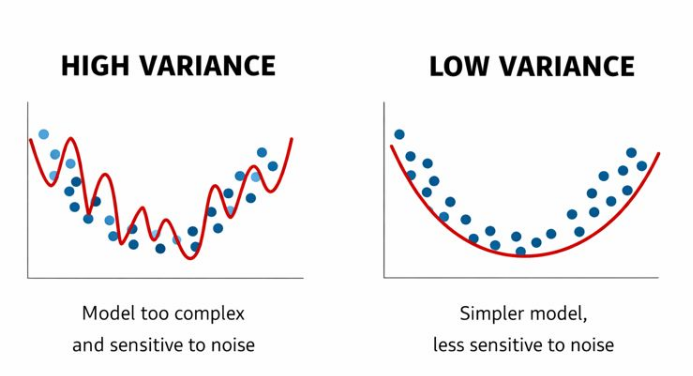 HIGH VARIANCE
Model too complex
and sensitive to noise
LOW VARIANCE
Simpler model,
less sensitive to noise